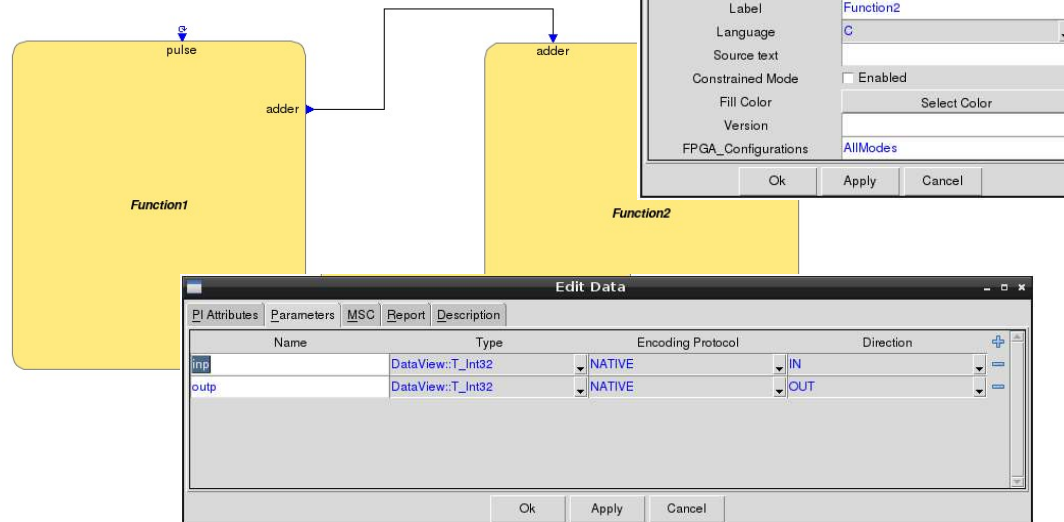 pulse
adder
Function1
adder
Function2
Label Function2
Language C
Source text
Constrained Mode Enabled
Fill Color Select Color
Version
FPGA_Configurations AllModes
Ok Apply Cancel
Edit Data
PI Attributes Parameters MSC Report Description
Name Type Encoding Protocol Direction
inp DataView::T_Int32 NATIVE IN
outp DataView::T_Int32 NATIVE OUT
Ok Apply Cancel